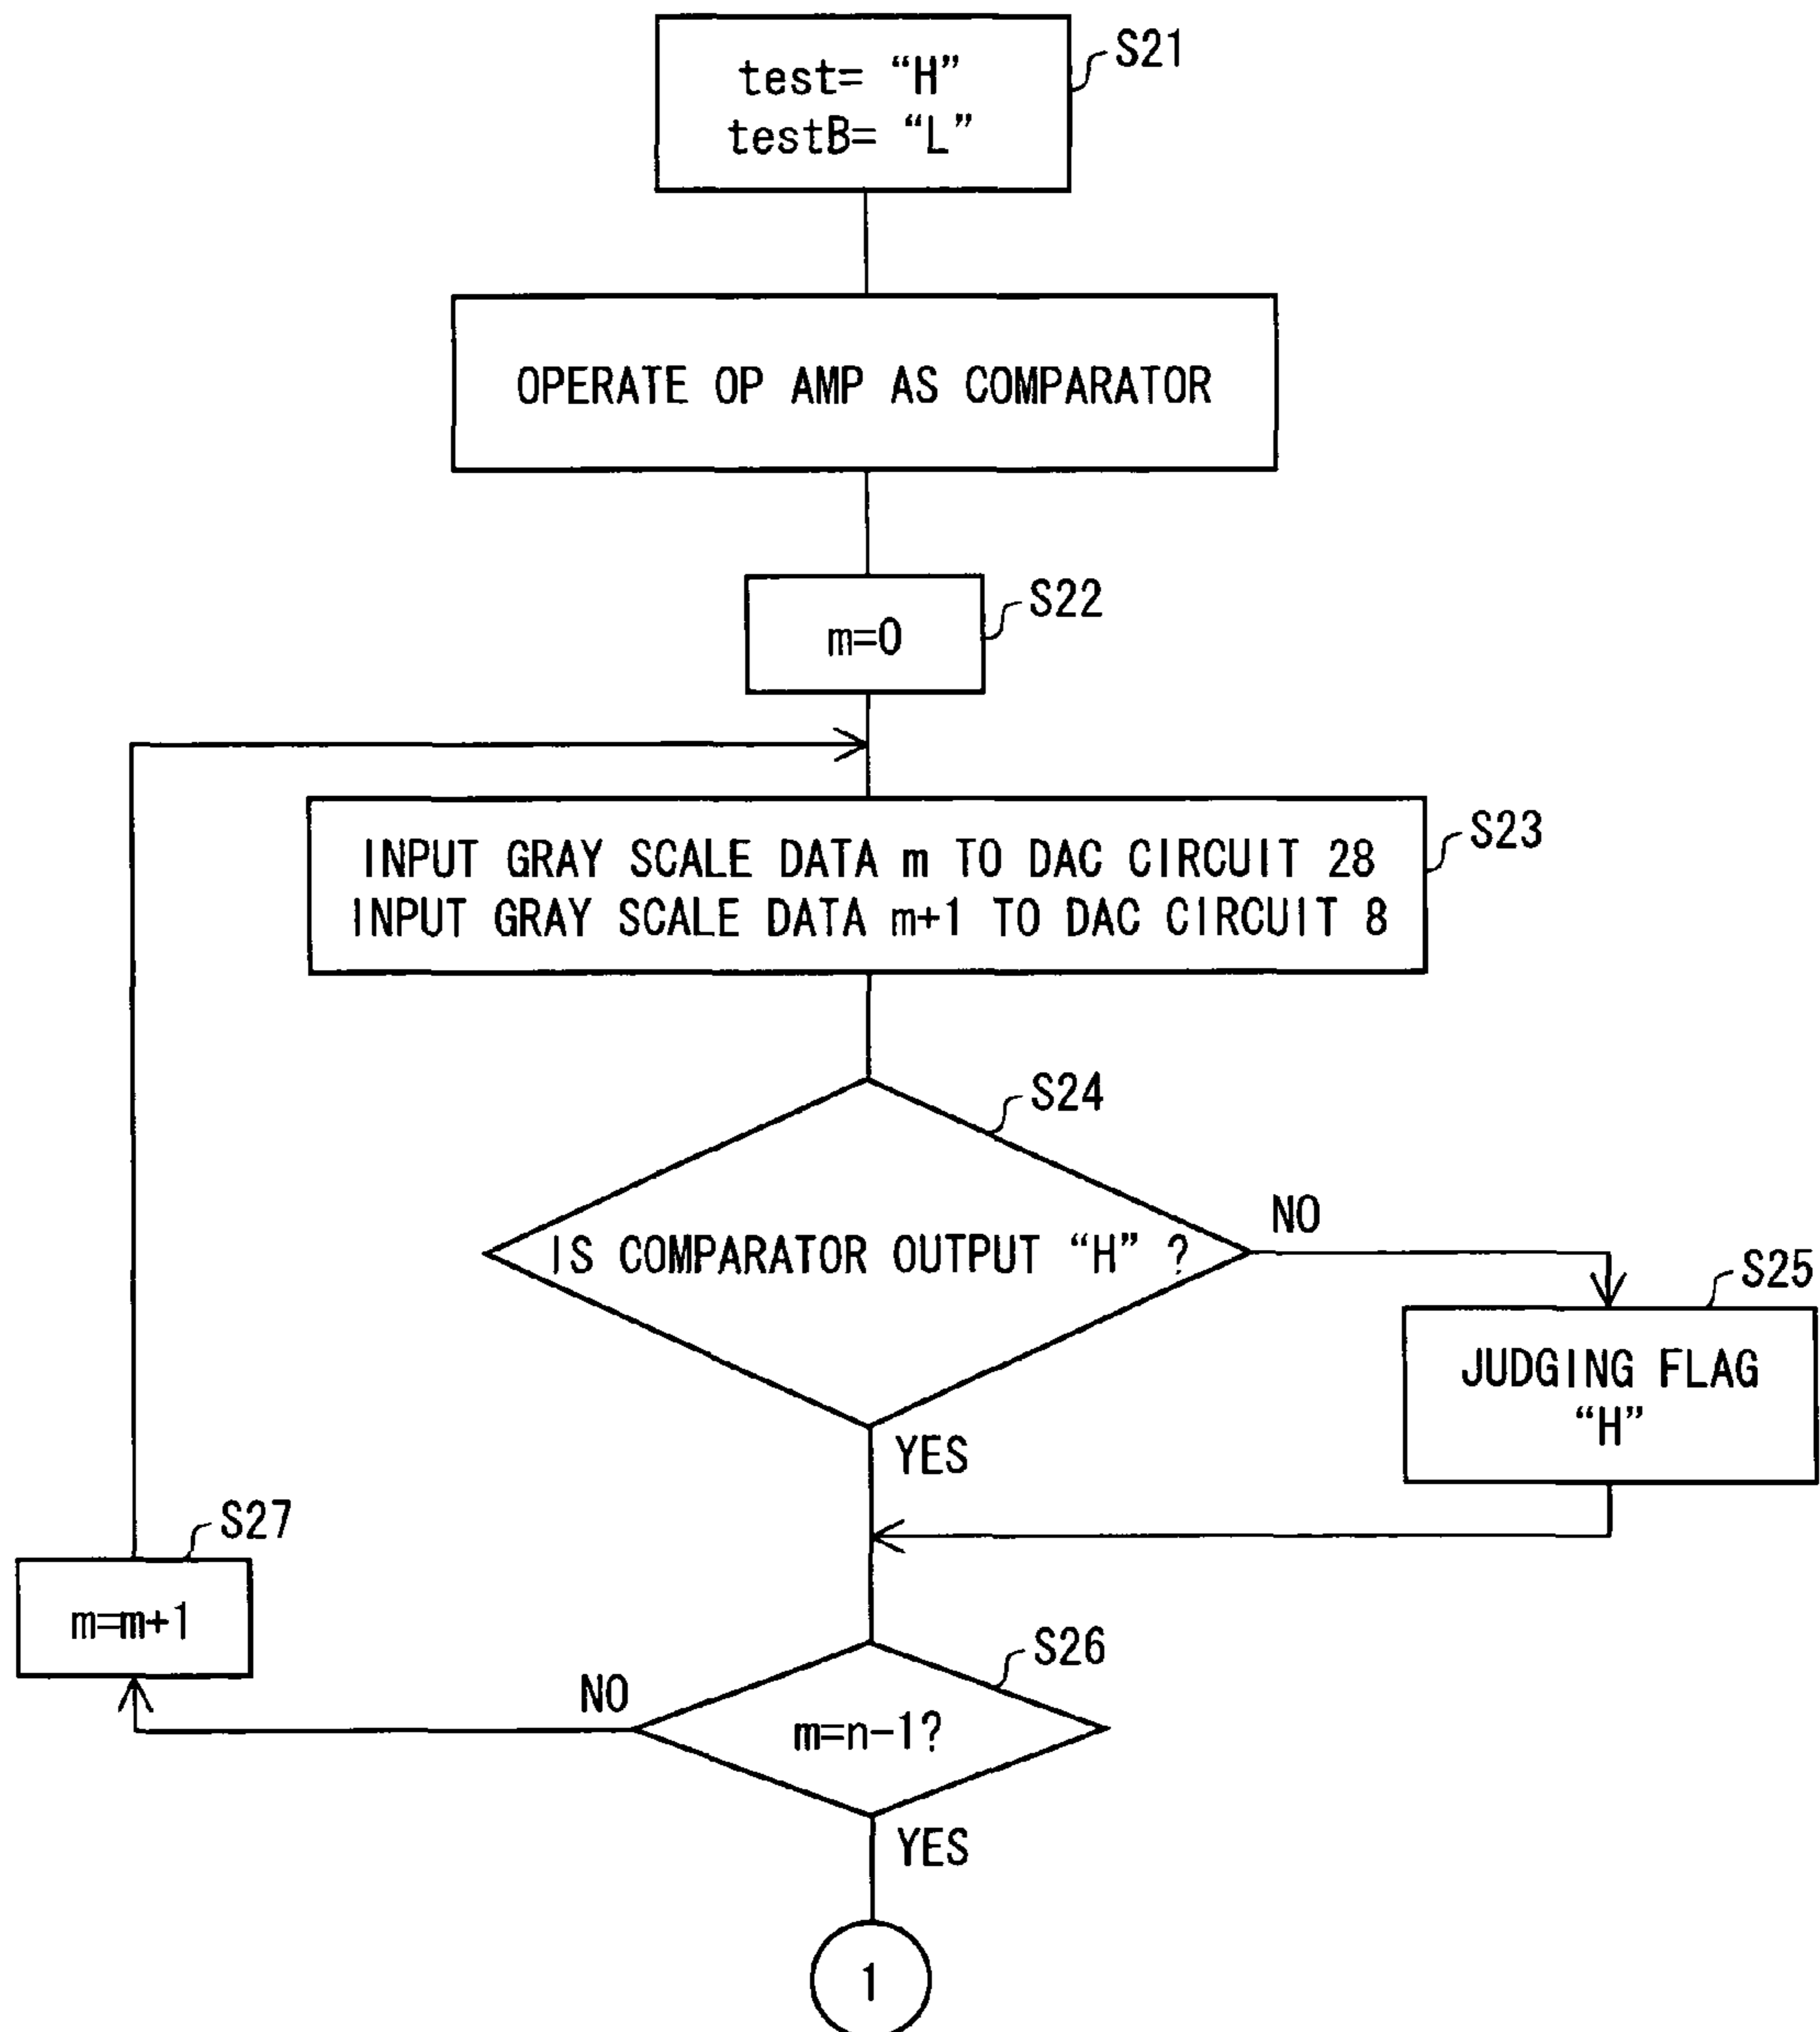 test= “H”
testB= “L”
S21
OPERATE OP AMP AS COMPARATOR
m=0
S22
INPUT GRAY SCALE DATA m TO DAC CIRCUIT 28
INPUT GRAY SCALE DATA m+1 TO DAC CIRCUIT 8
S23
S24
IS COMPARATOR OUTPUT “H” ?
NO
S25
JUDGING FLAG
“H”
YES
S27
m=m+1
S26
NO
m=n-1?
YES
1